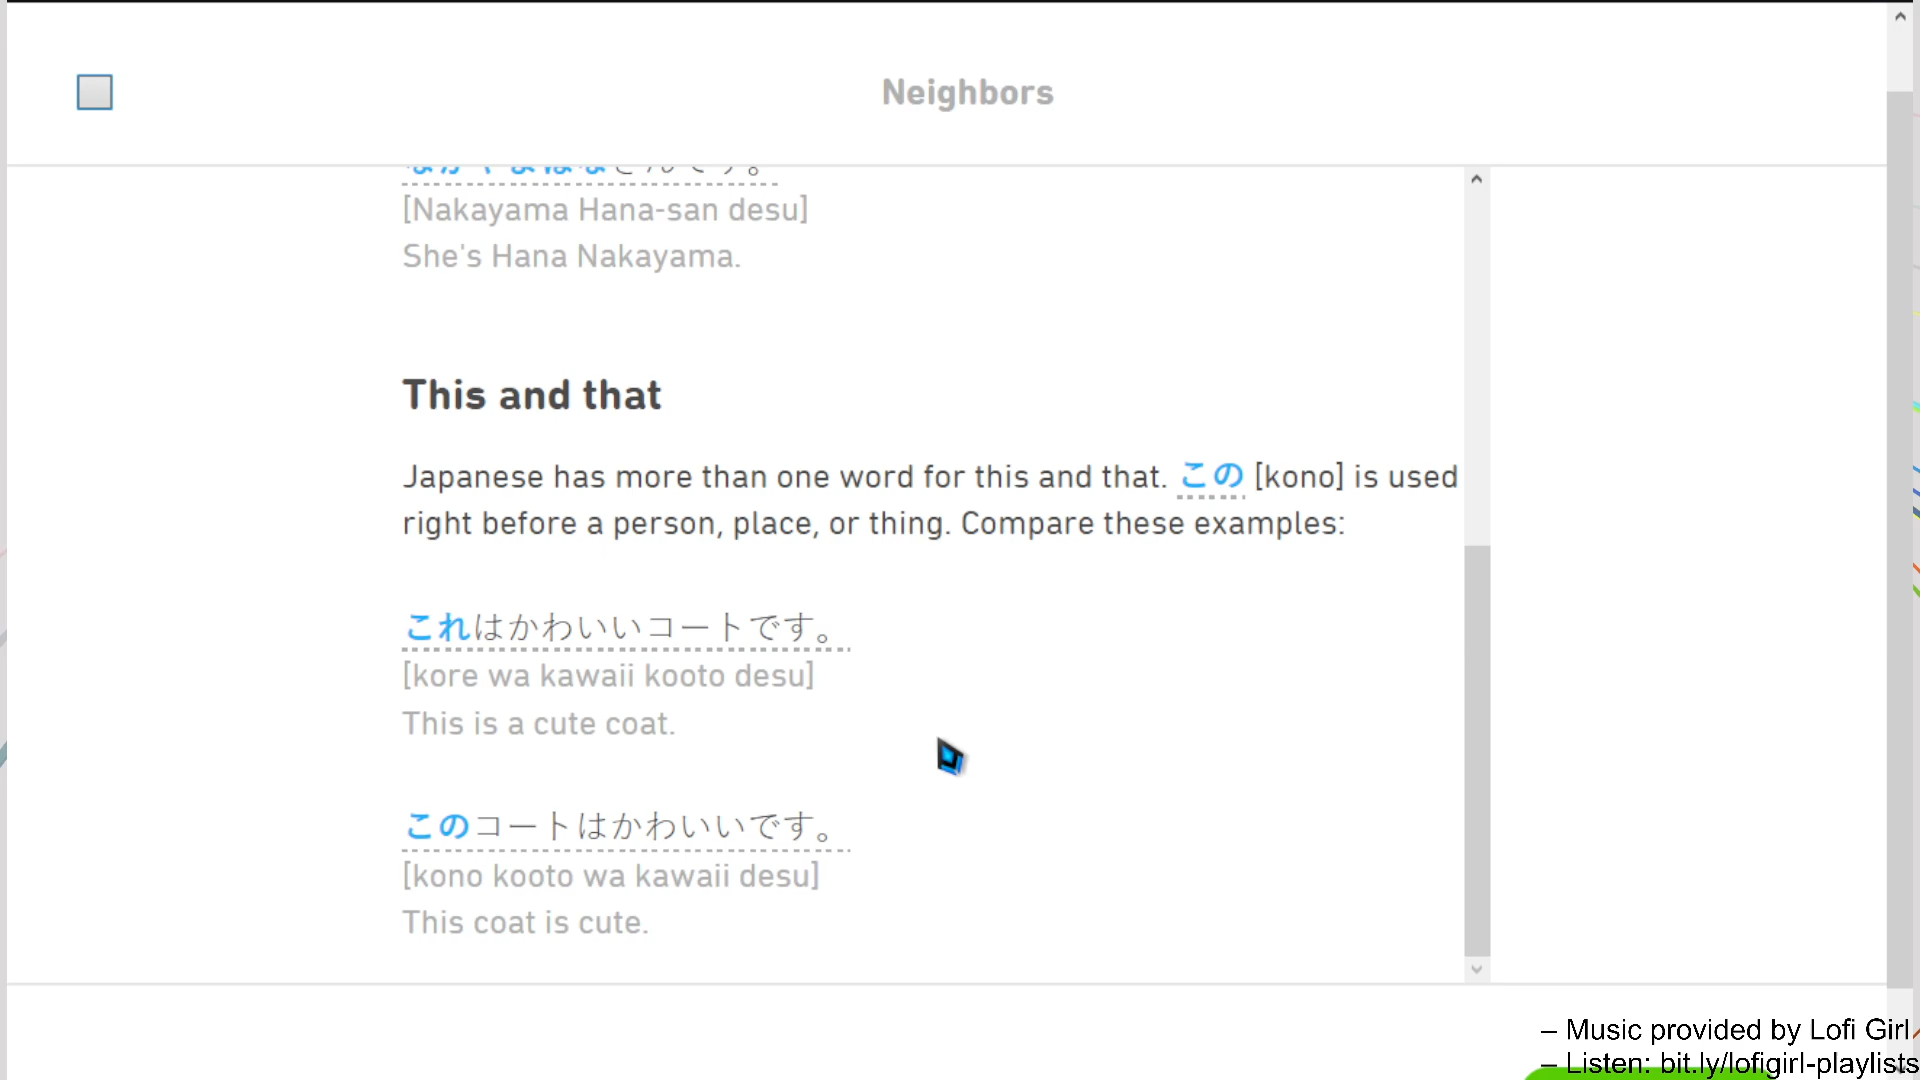 Neighbors
[Nakayama Hana-san desu]
She's Hana Nakayama.
This and that
Japanese has more than one word for this and that. この [kono] is used
right before a person, place, or thing. Compare these examples:
これはかわいいコートです。
[kore wa kawaii kooto desu]
This is a cute coat.
このコートはかわいいです。
[kono kooto wa kawaii desu]
This coat is cute.
– Music provided by Lofi Girl
– Listen: bit.ly/lofigirl-playlists